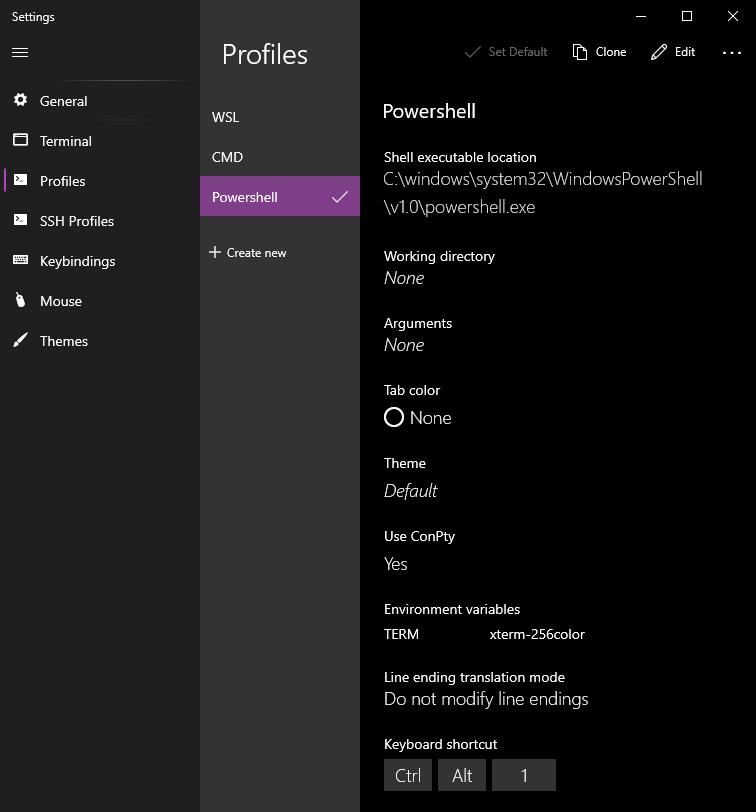 Settings
General
Terminal
Profiles
SSH Profiles
Keybindings
Mouse
Themes
Profiles
WSL
CMD
Powershell
Create new
Set Default Clone Edit
Powershell
Shell executable location
C:\windows\system32\WindowsPowerShell
\v1.0\powershell.exe
Working directory
None
Arguments
None
Tab color
None
Theme
Default
Use ConPty
Yes
Environment variables
TERM xterm-256color
Line ending translation mode
Do not modify line endings
Keyboard shortcut
Ctrl Alt 1